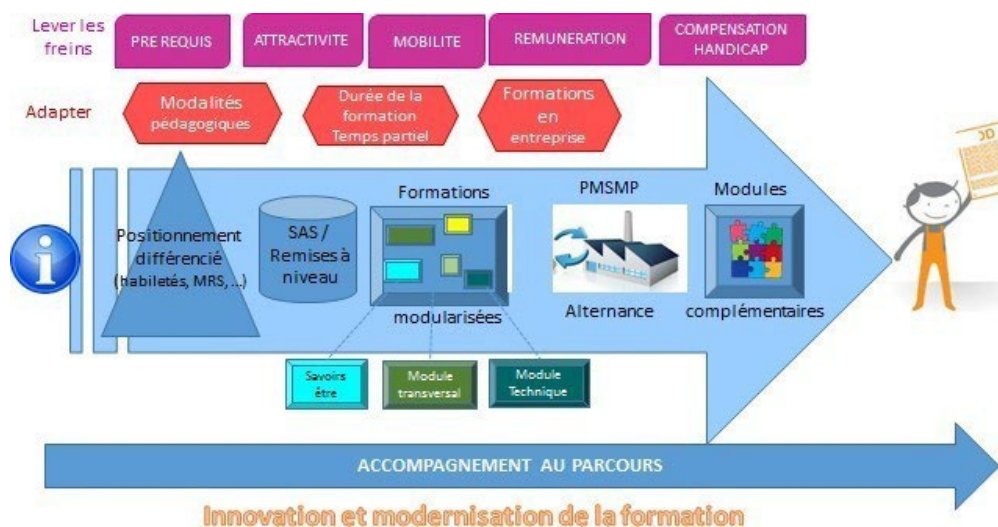 Lever les
freins
PRE REQUIS
ATTRACTIVITE
MOBILITE
REMUNERATION
COMPENSATION
HANDICAP
Adapter
Modalités
pédagogiques
Durée de la
formation
Temps partiel
Formations
en
entreprise
Positionnement
différencié
(habiletés, MRS, ...)
SAS /
Remises à
niveau
Formations
modularisées
PMSMP
Alternance
Modules
complémentaires
Savoirs
être
Module
transversal
Module
Technique
ACCOMPAGNEMENT AU PARCOURS
Innovation et modernisation de la formation